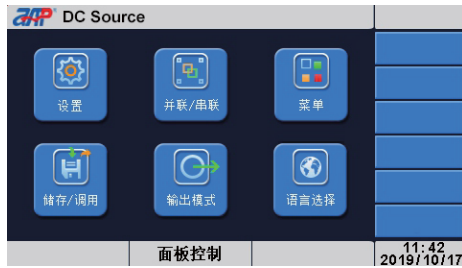 AMP DC Source
设置
并联/串联
菜单
储存/调用
输出模式
语言选择
面板控制
11:42
2019/10/17